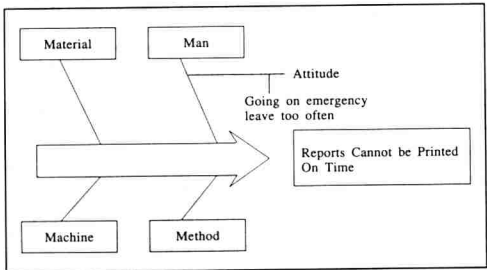 Material
Man
Attitude
Going on emergency
leave too often
Reports Cannot be Printed
On Time
Machine
Method